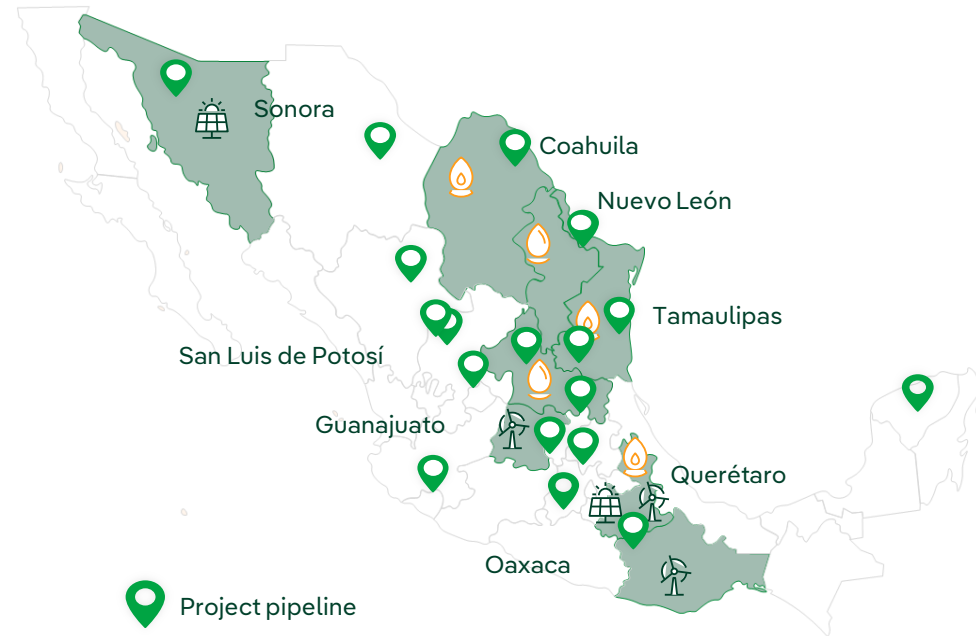 Sonora
Coahuila
Nuevo León
Tamaulipas
San Luis de Potosí
Guanajuato
Querétaro
Oaxaca
Project pipeline